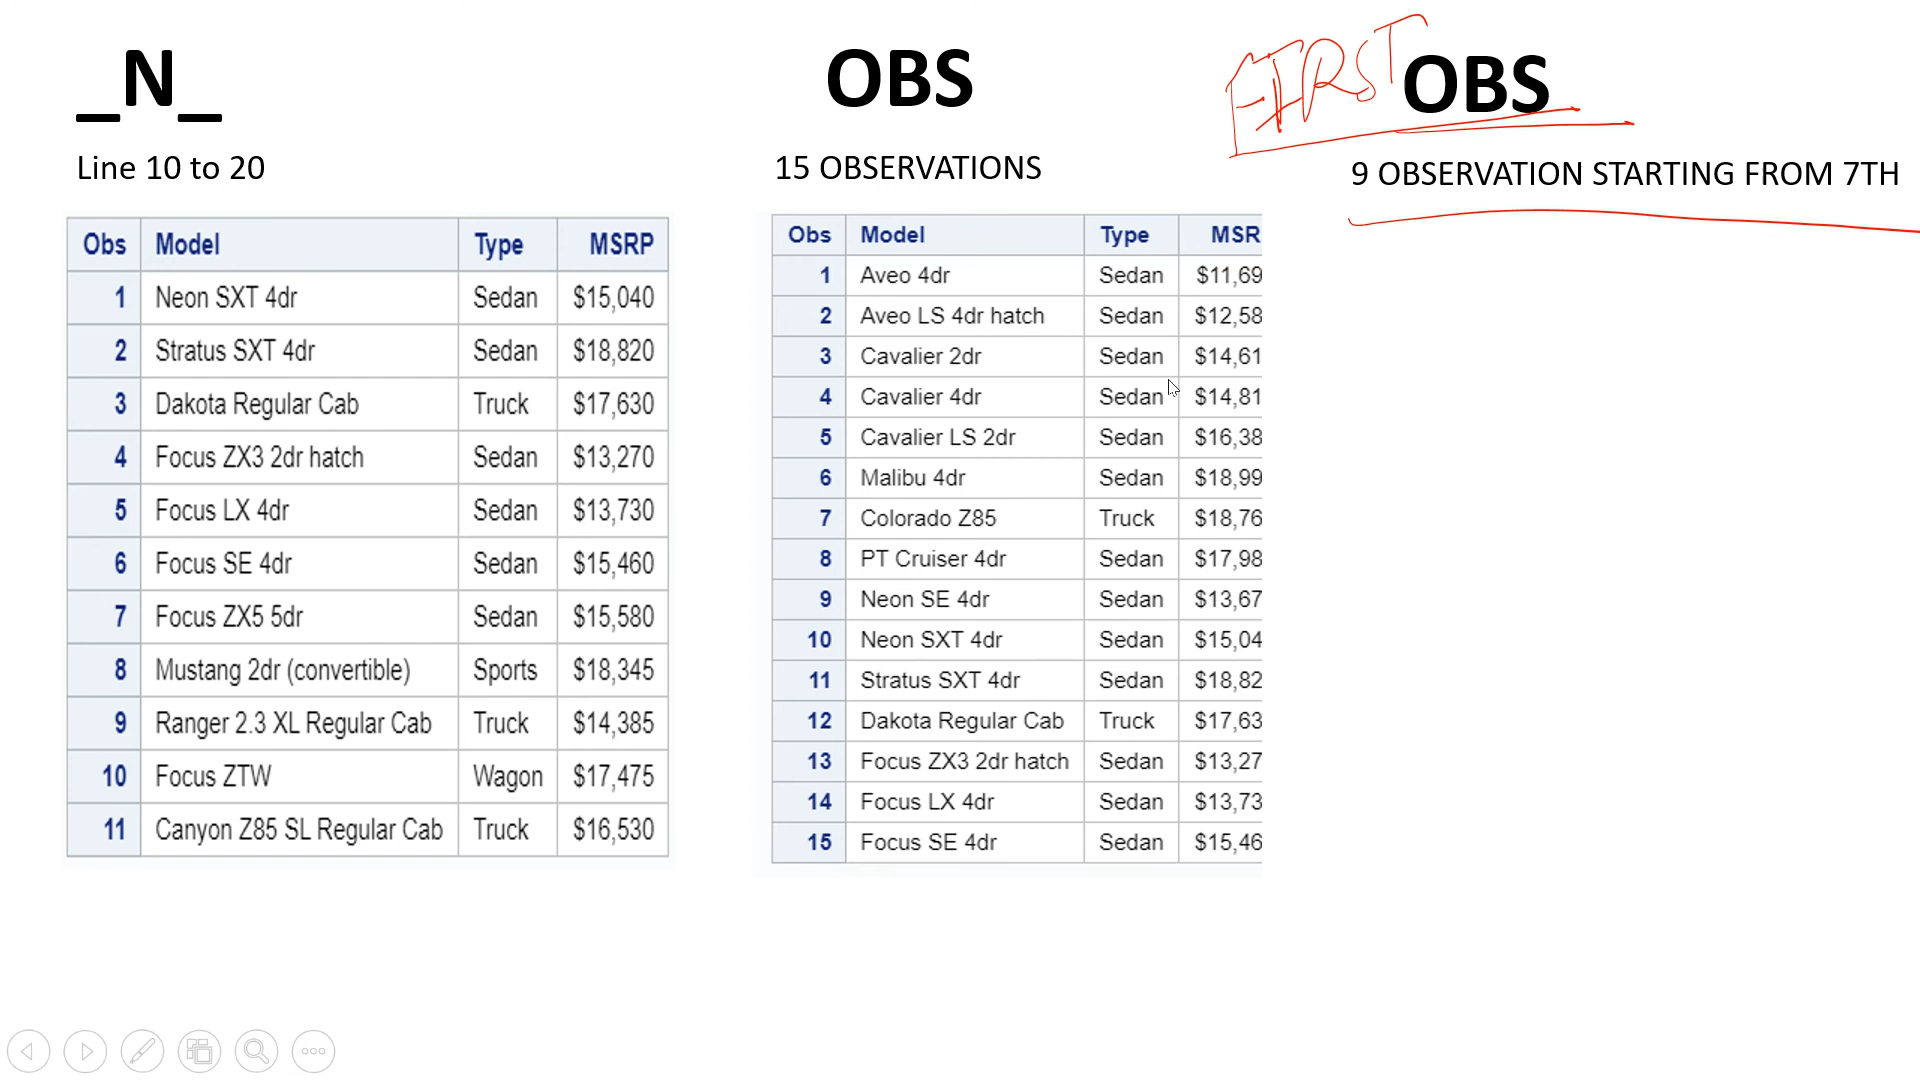 _N_
Line 10 to 20
Obs Model Type MSRP
1 Neon SXT 4dr Sedan $15,040
2 Stratus SXT 4dr Sedan $18,820
3 Dakota Regular Cab Truck $17,630
4 Focus ZX3 2dr hatch Sedan $13,270
5 Focus LX 4dr Sedan $13,730
6 Focus SE 4dr Sedan $15,460
7 Focus ZX5 5dr Sedan $15,580
8 Mustang 2dr (convertible) Sports $18,345
9 Ranger 2.3 XL Regular Cab Truck $14,385
10 Focus ZTW Wagon $17,475
11 Canyon Z85 SL Regular Cab Truck $16,530
OBS
15 OBSERVATIONS
Obs Model Type MSR
1 Aveo 4dr Sedan $11,69
2 Aveo LS 4dr hatch Sedan $12,58
3 Cavalier 2dr Sedan $14,61
4 Cavalier 4dr Sedan $14,81
5 Cavalier LS 2dr Sedan $16,38
6 Malibu 4dr Sedan $18,99
7 Colorado Z85 Truck $18,76
8 PT Cruiser 4dr Sedan $17,98
9 Neon SE 4dr Sedan $13,67
10 Neon SXT 4dr Sedan $15,04
11 Stratus SXT 4dr Sedan $18,82
12 Dakota Regular Cab Truck $17,63
13 Focus ZX3 2dr hatch Sedan $13,27
14 Focus LX 4dr Sedan $13,73
15 Focus SE 4dr Sedan $15,46
FIRST OBS
9 OBSERVATION STARTING FROM 7TH